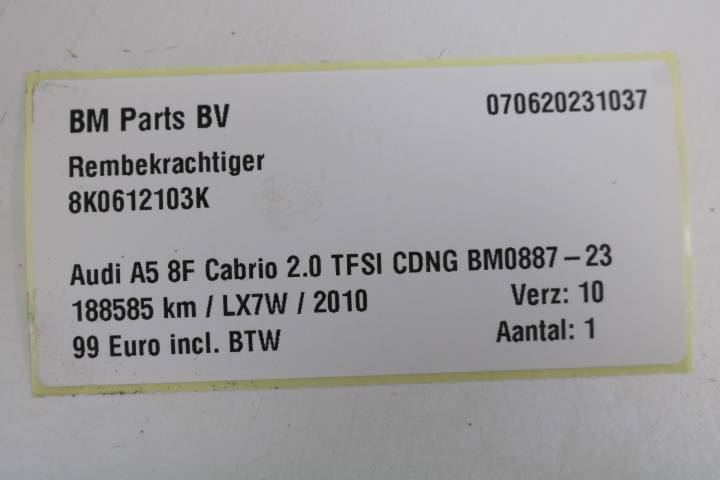 BM Parts BV 070620231037
Rembekrachtiger
8K0612103K
Audi A5 8F Cabrio 2.0 TFSI CDNG BM0887-23
188585 km / LX7W / 2010 Verz: 10
99 Euro incl. BTW Aantal: 1